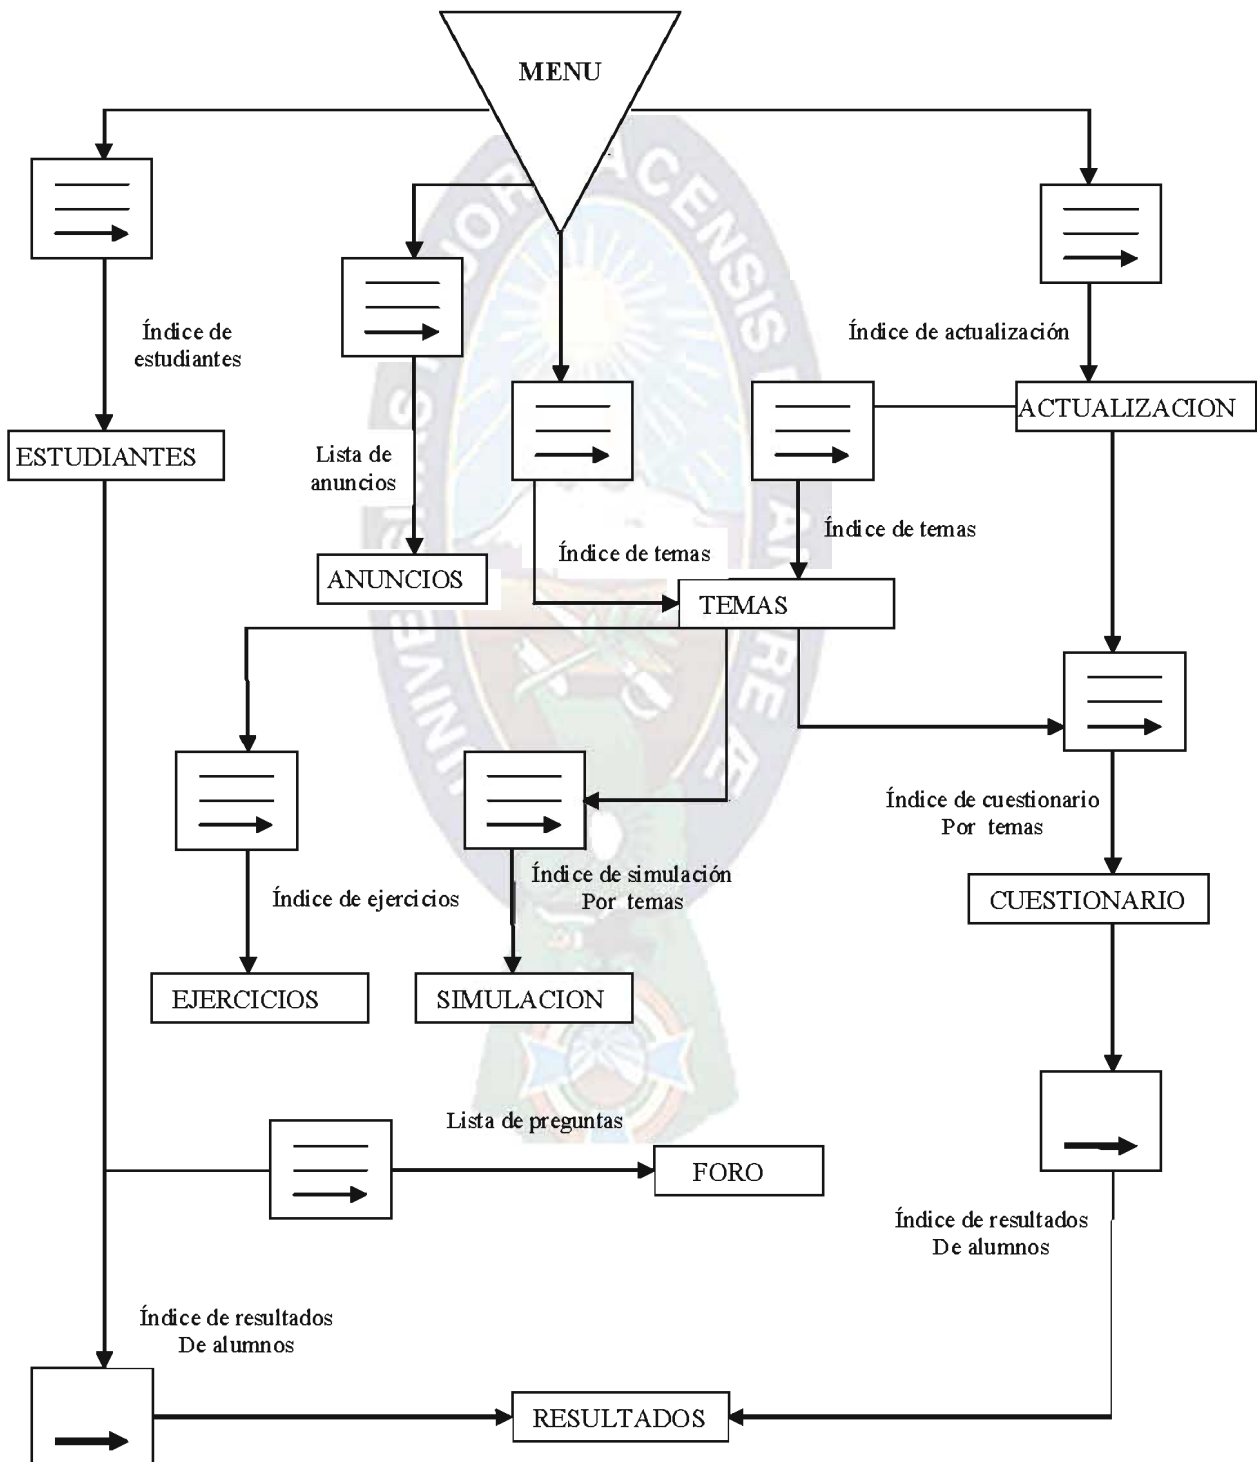 MENU
Índice de
estudiantes
Índice de actualización
ACTUALIZACION
ESTUDIANTES
Lista de
anuncios
Índice de temas
Índice de temas
ANUNCIOS
TEMAS
Índice de cuestionario
Por temas
Índice de ejercicios
Índice de simulación
Por temas
CUESTIONARIO
EJERCICIOS
SIMULACION
Lista de preguntas
FORO
Índice de resultados
De alumnos
Índice de resultados
De alumnos
RESULTADOS